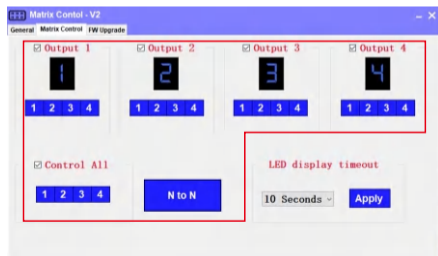 Matrix Contol - V2
General Matrix Control FW Upgrade
Output 1 Output 2 Output 3 Output 4
1 2 3 4
1 2 3 4 1 2 3 4 1 2 3 4 1 2 3 4
Control All LED display timeout
1 2 3 4 N to N 10 Seconds Apply